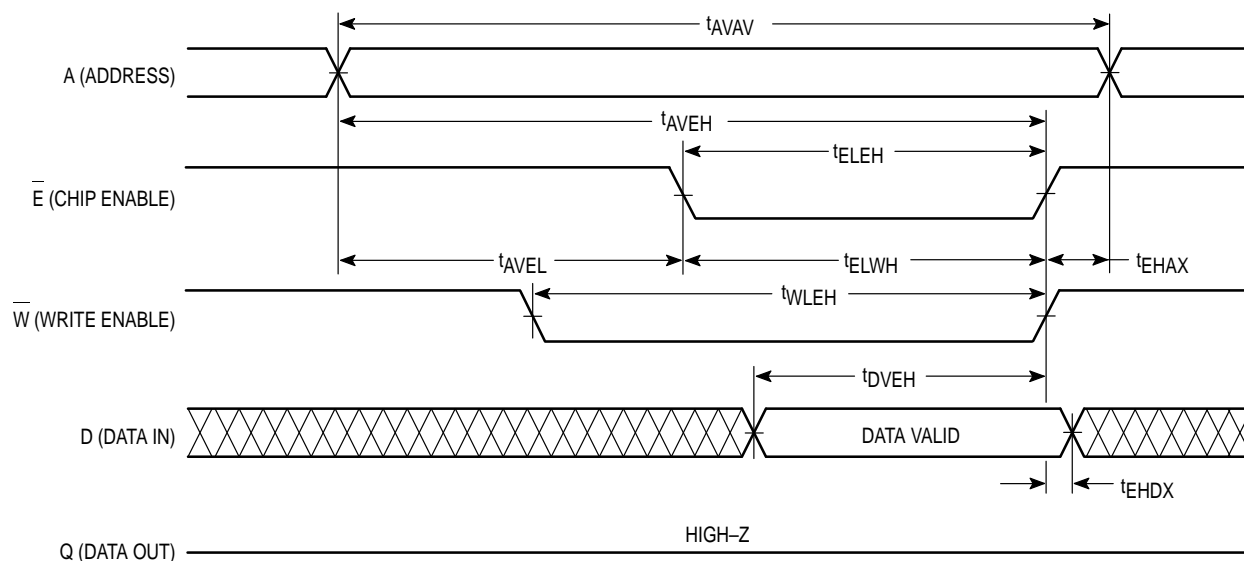 tAVAV
A (ADDRESS)
tAVEH
tELEH
E (CHIP ENABLE)
tAVEL
tELWH
tEHAX
tWLEH
W (WRITE ENABLE)
tDVEH
D (DATA IN)
DATA VALID
tEHDX
HIGH–Z
Q (DATA OUT)